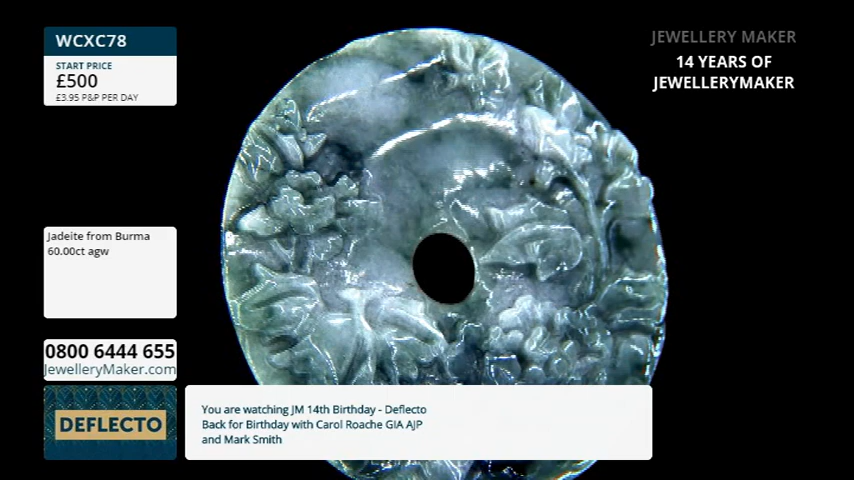 WCXC78
START PRICE
£500
£3.95 P&P PER DAY
Jadeite from Burma
60.00ct agw
0800 6444 655
JewelleryMaker.com
DEFLECTO
You are watching JM 14th Birthday - Deflecto
Back for Birthday with Carol Roache GIA AJP
and Mark Smith
JEWELLERY MAKER
14 YEARS OF
JEWELLERYMAKER